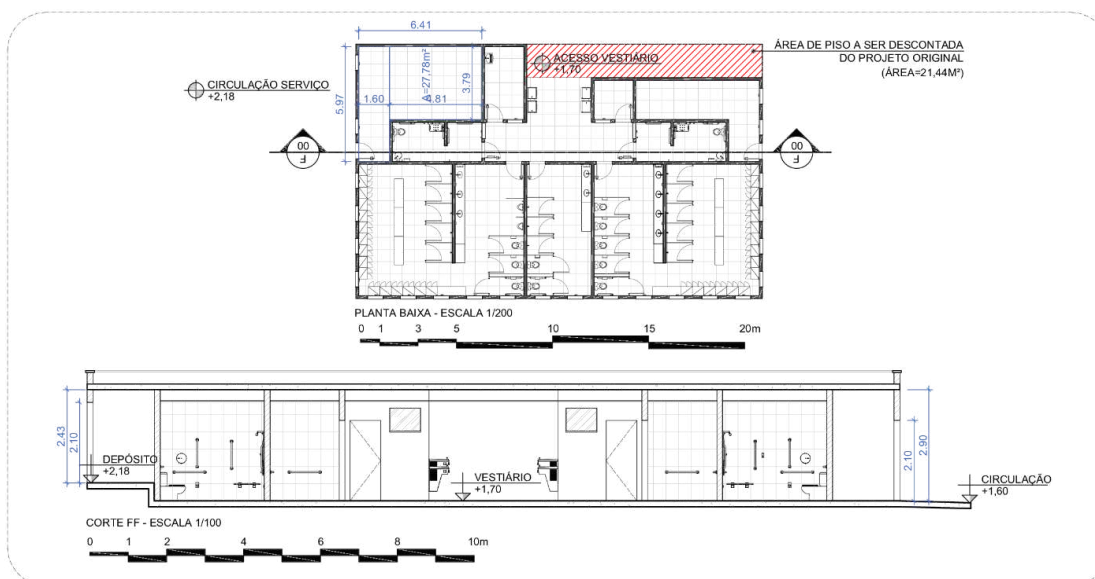 6.41
ÁREA DE PISO A SER DESCONTADA
DO PROJETO ORIGINAL
(ÁREA=21,44M²)
ACESSO VESTIÁRIO
+1,70
CIRCULAÇÃO SERVIÇO
+2,18
5.97
A=27,78m²
3.79
1.60
4.81
00
F
00
F
PLANTA BAIXA - ESCALA 1/200
0 1 3 5 10 15 20m
2.43
2.10
DEPÓSITO
+2,18
VESTIÁRIO
+1,70
2.10
2.90
CIRCULAÇÃO
+1,60
CORTE FF - ESCALA 1/100
0 1 2 4 6 8 10m